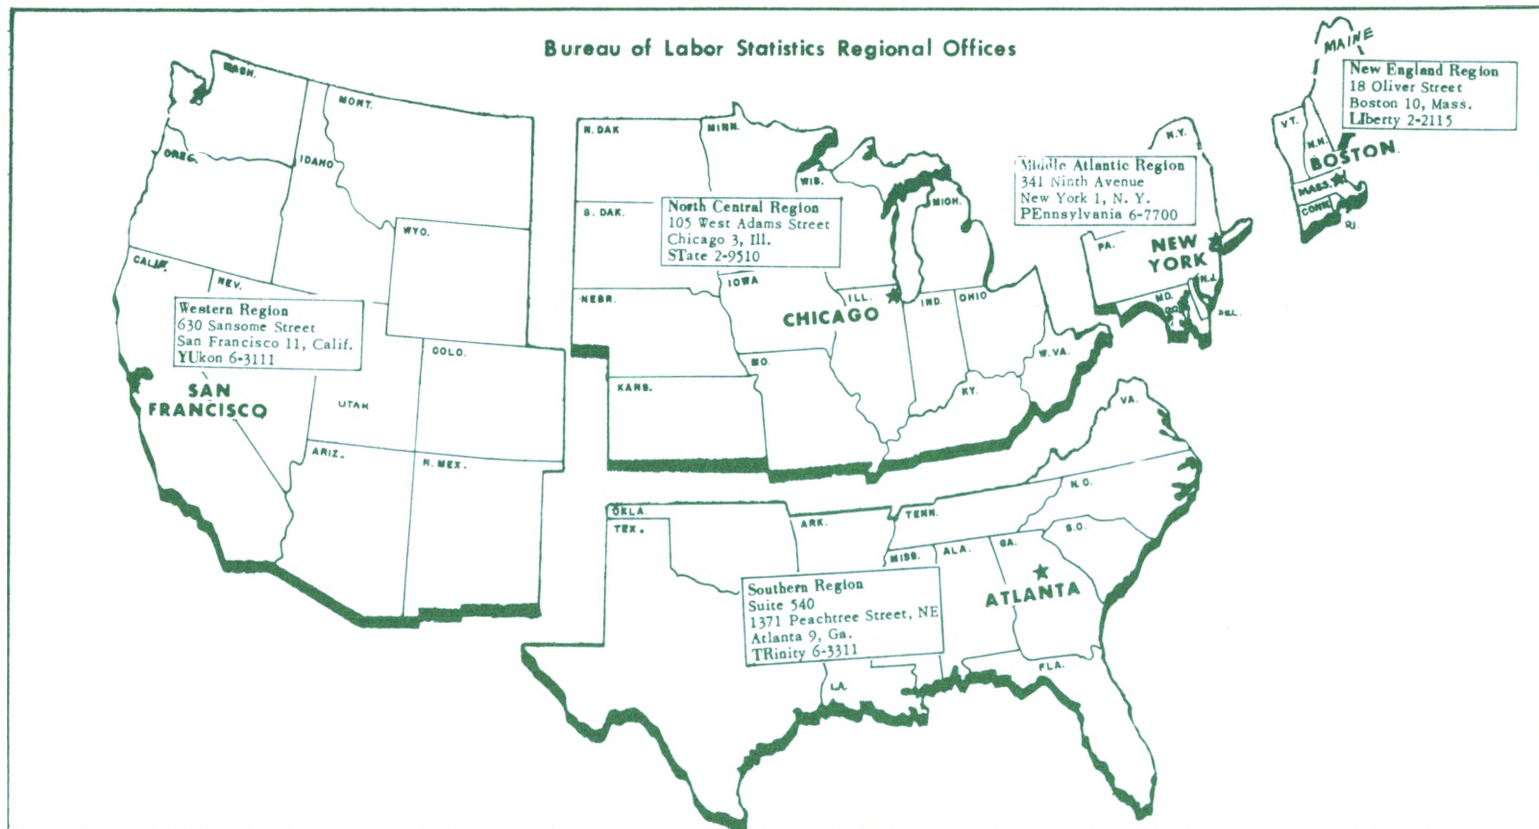 Bureau of Labor Statistics Regional Offices
MAINE
New England Region
18 Oliver Street
Boston 10, Mass.
LIberty 2-2115
VT.
N.H.
BOSTON
MASS.
CONN.
R.I.
N.Y.
Middle Atlantic Region
341 Ninth Avenue
New York 1, N. Y.
PEnnsylvania 6-7700
PA.
NEW
YORK
N.J.
MD.
DEL.
WASH.
MONT.
OREG.
IDAHO
WYO.
CALIF.
NEV.
Western Region
630 Sansome Street
San Francisco 11, Calif.
YUkon 6-3111
SAN
FRANCISCO
UTAH
COLO.
ARIZ.
N. MEX.
N. DAK
MINN.
WIS.
MICH.
S. DAK.
North Central Region
105 West Adams Street
Chicago 3, Ill.
STate 2-9510
NEBR.
IOWA
ILL.
IND.
OHIO
CHICAGO
KANS.
MO.
KY.
W. VA.
VA.
OKLA.
TEX.
ARK.
TENN.
N.C.
S.C.
MISS.
ALA.
GA.
Southern Region
Suite 540
1371 Peachtree Street, NE
Atlanta 9, Ga.
TRinity 6-3311
ATLANTA
LA.
FLA.